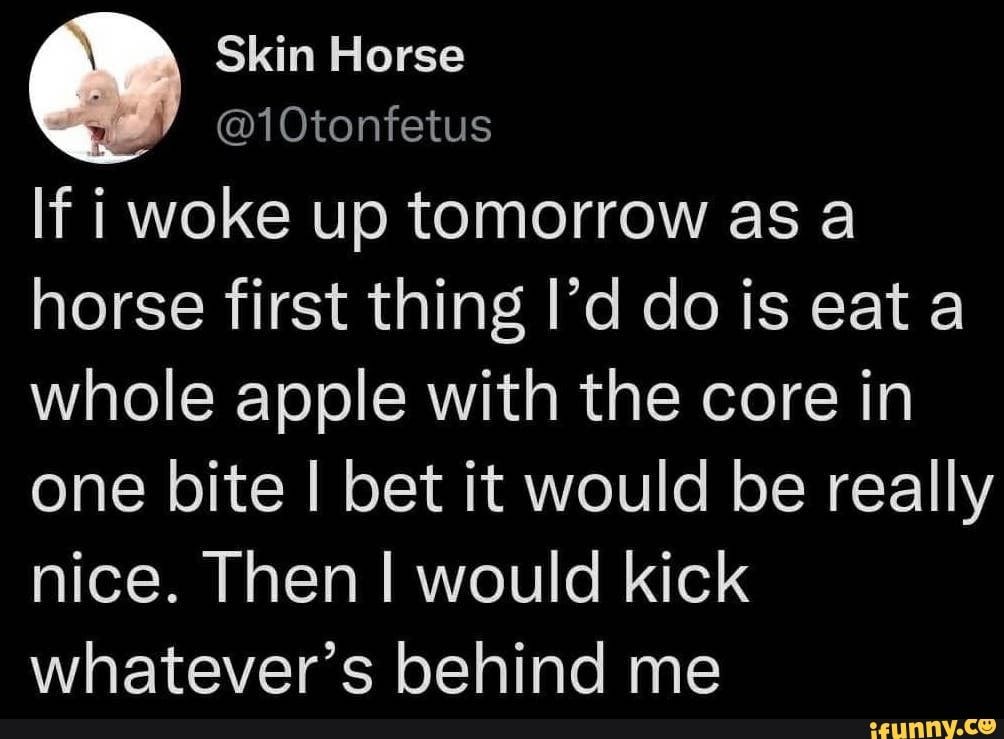 Skin Horse
@10tonfetus
If i woke up tomorrow as a
horse first thing I’d do is eat a
whole apple with the core in
one bite I bet it would be really
nice. Then I would kick
whatever’s behind me
ifunny.co